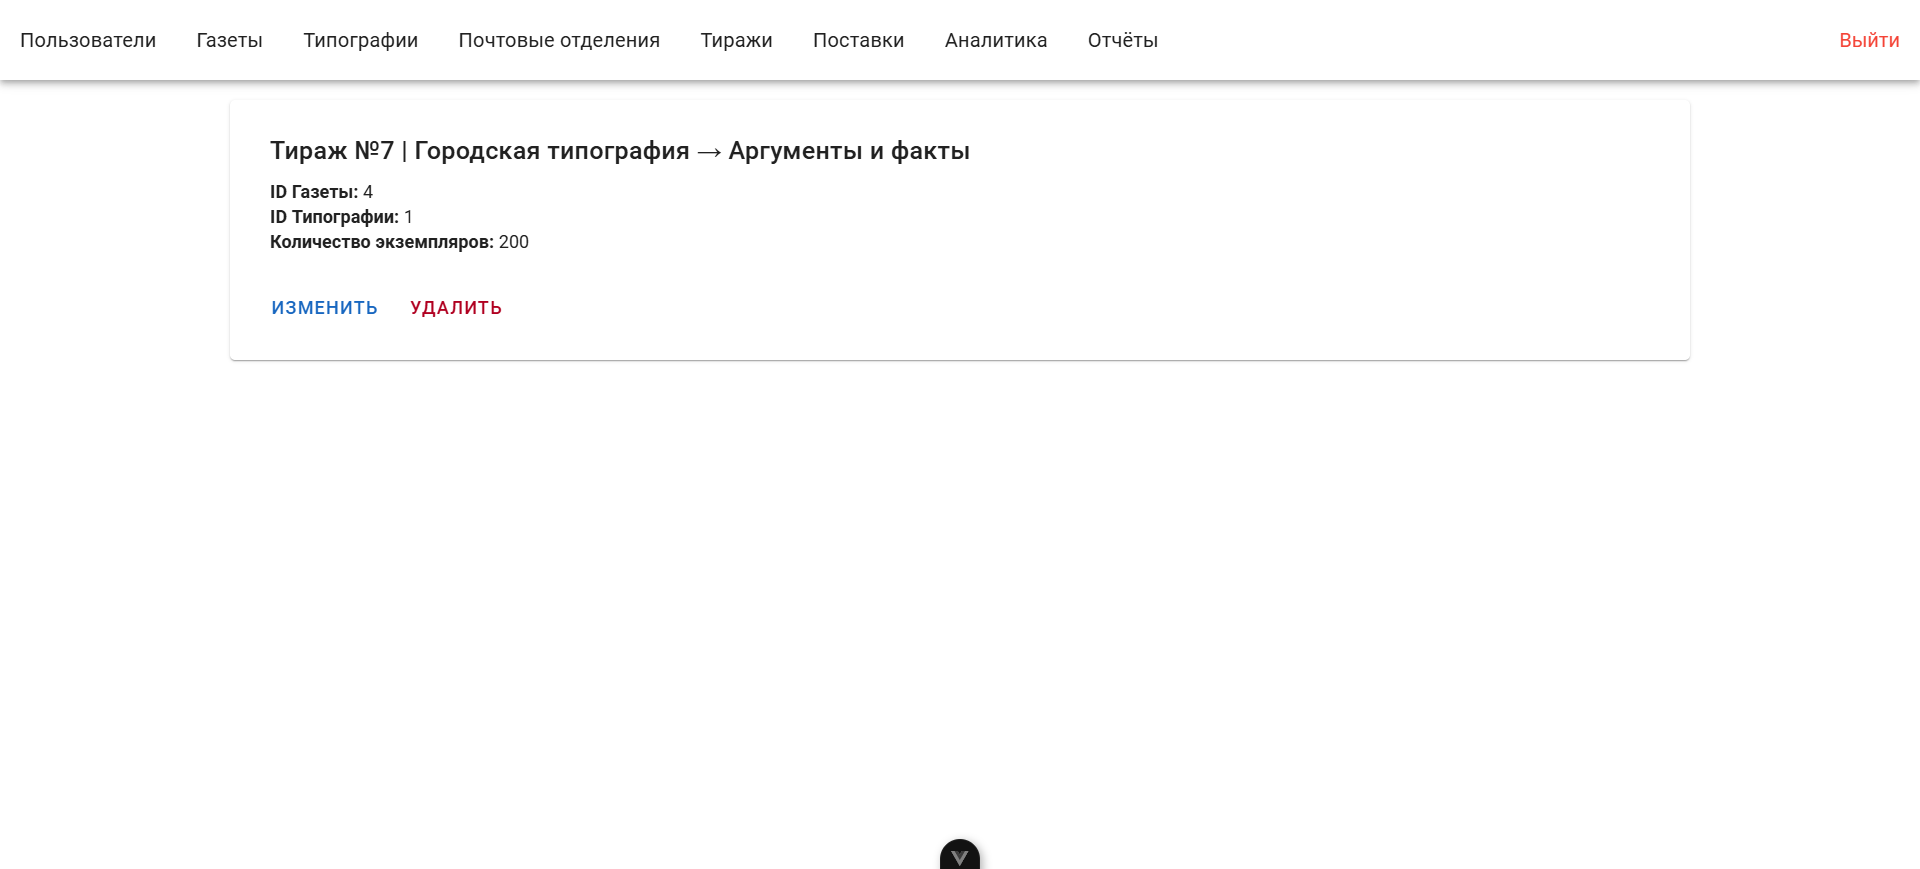 Пользователи Газеты Типографии Почтовые отделения Тиражи Поставки Аналитика Отчёты Выйти
Тираж №7 | Городская типография → Аргументы и факты
ID Газеты: 4
ID Типографии: 1
Количество экземпляров: 200
ИЗМЕНИТЬ УДАЛИТЬ